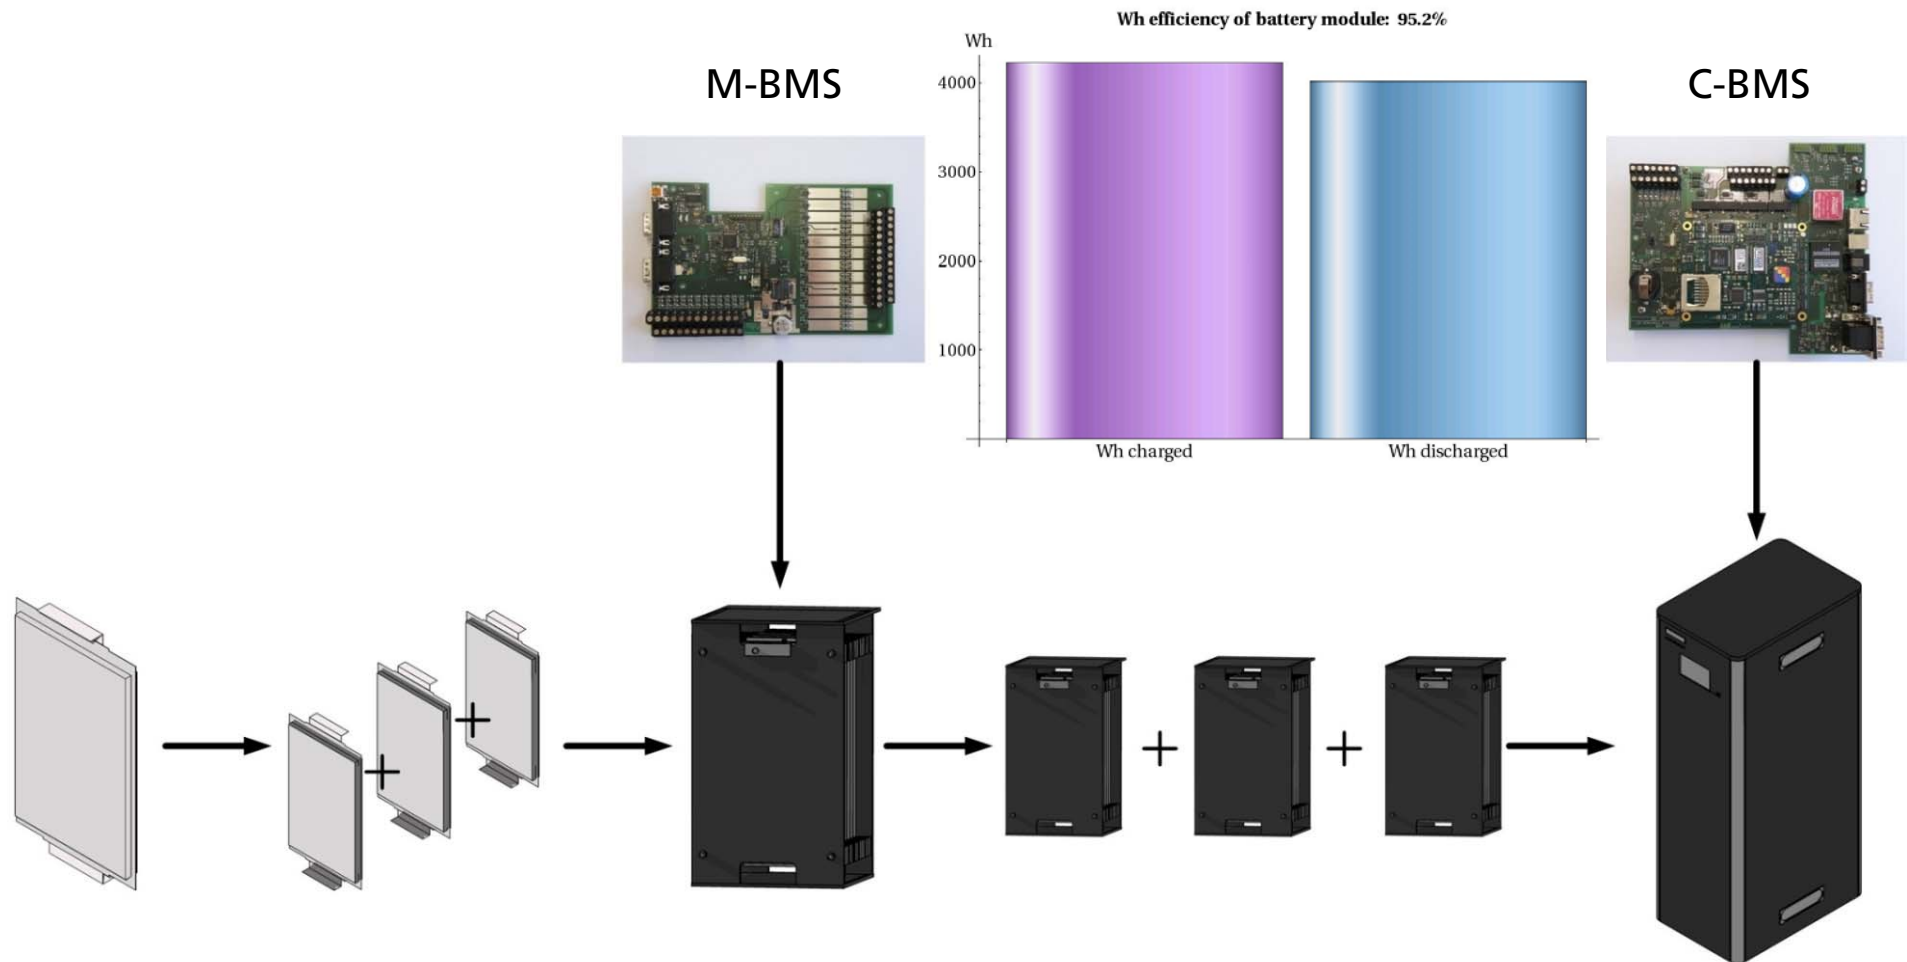 Wh efficiency of battery module: 95.2%
Wh
M-BMS
C-BMS
4000
3000
2000
1000
Wh charged
Wh discharged